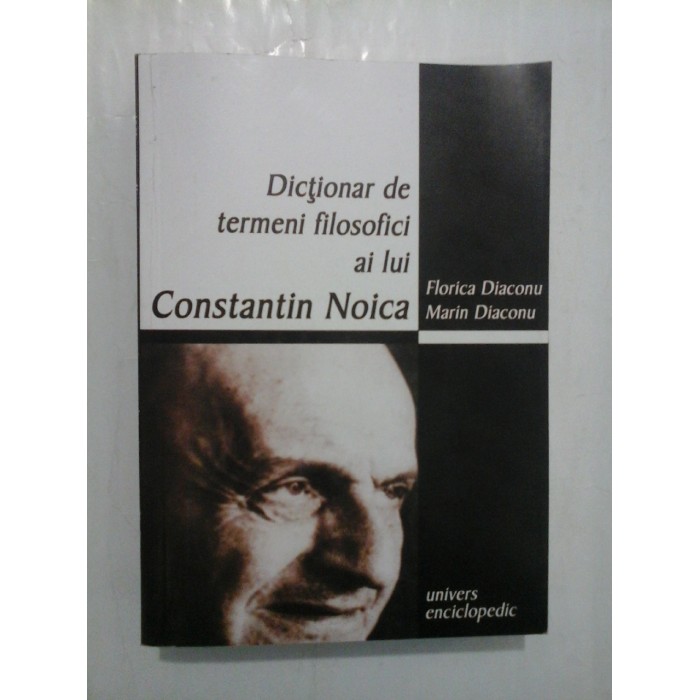 Dicţionar de
termeni filosofici
ai lui
Constantin Noica
Florica Diaconu
Marin Diaconu
univers
enciclopedic